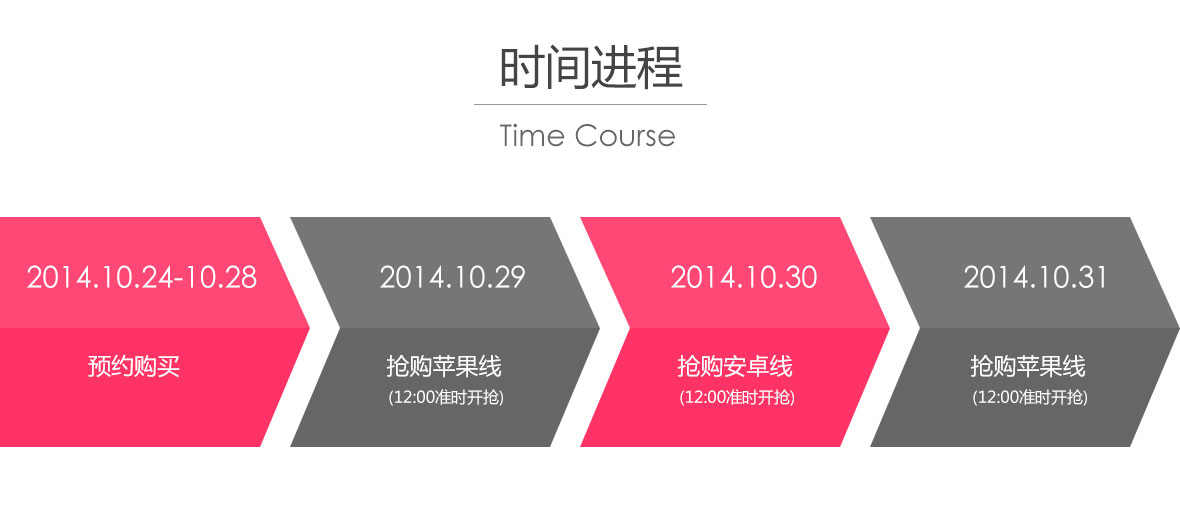 时间进程
Time Course
2014.10.24-10.28
预约购买
2014.10.29
抢购苹果线
(12:00准时开抢)
2014.10.30
抢购安卓线
(12:00准时开抢)
2014.10.31
抢购苹果线
(12:00准时开抢)